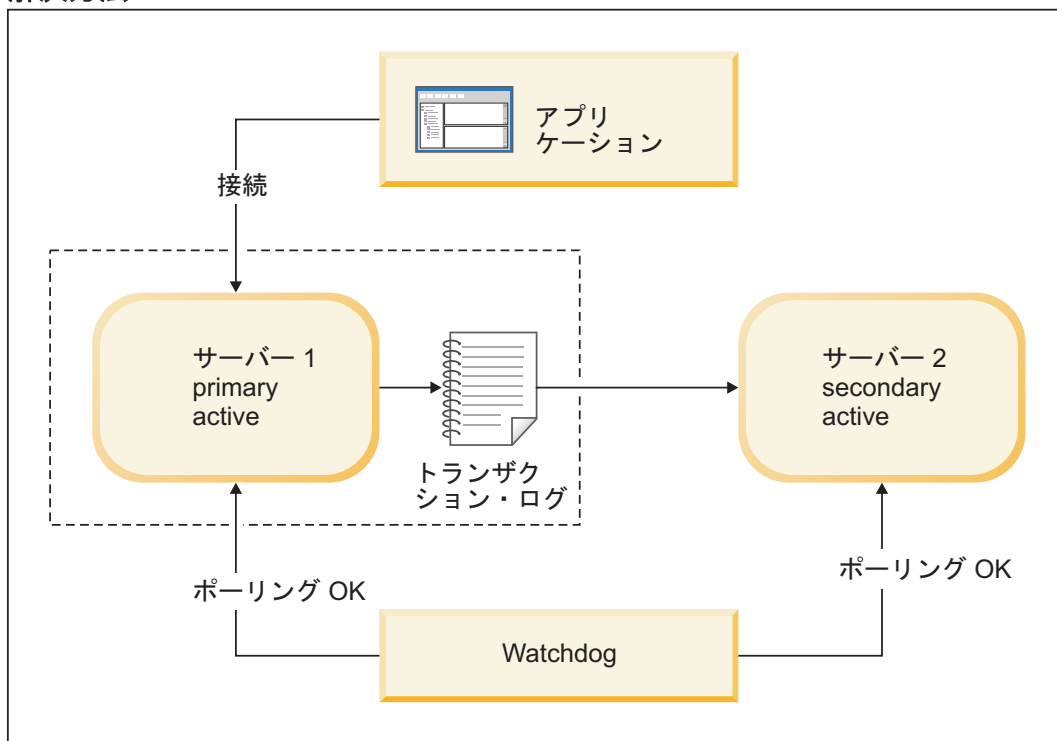 アプリ
ケーション
接続
サーバー 1
primary
active
サーバー 2
secondary
active
トランザク
ション・ログ
ポーリング OK
ポーリング OK
Watchdog